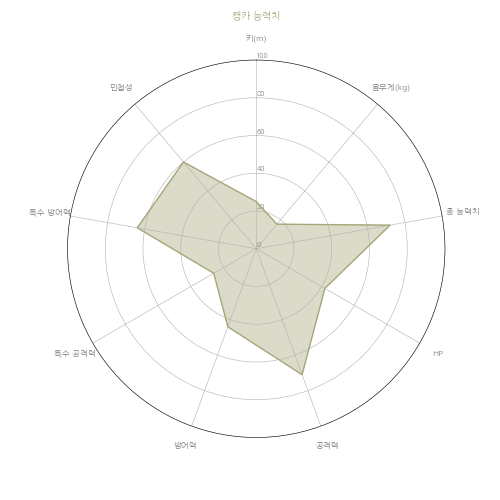 캥카 능력치
키(m)
100
80
60
40
20
0
몸무게(kg)
총 능력치
HP
공격력
방어력
특수 공격력
특수 방어력
민첩성